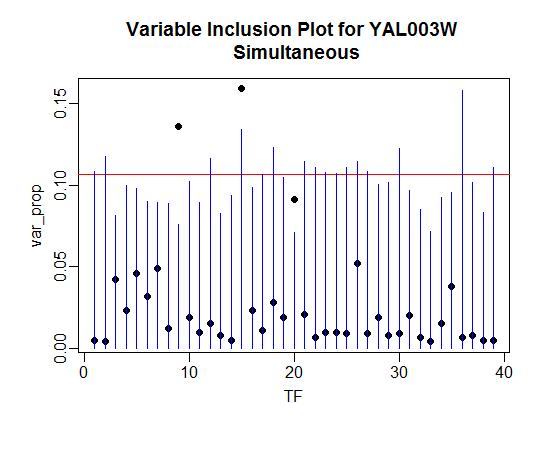 Variable Inclusion Plot for YAL003W
Simultaneous
0.15
0.10
0.05
0.00
var_prop
0 10 20 30 40
TF